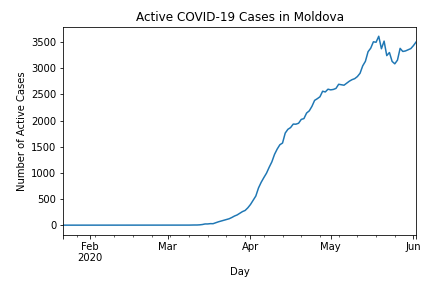 Active COVID-19 Cases in Moldova
Number of Active Cases
3500
3000
2500
2000
1500
1000
500
0
Feb
2020
Mar
Apr
May
Jun
Day